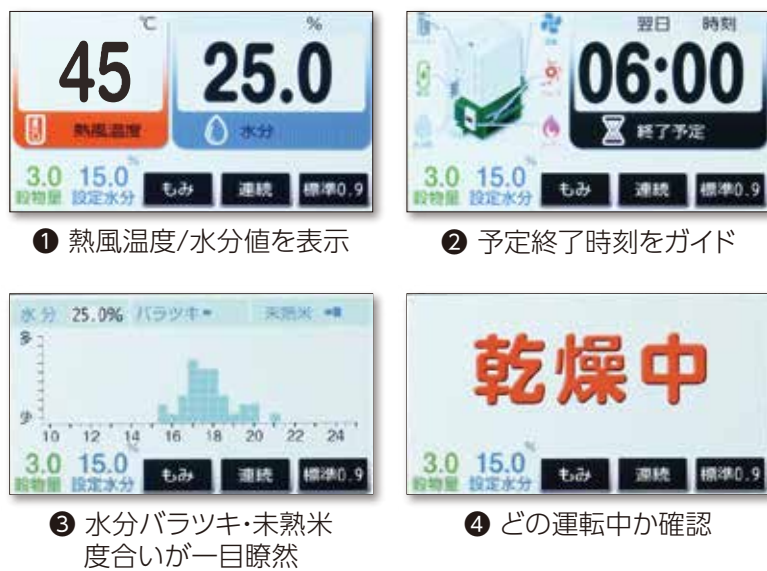 ℃ %
45 25.0
熱風温度 水分
3.0 15.0 %
穀物量 設定水分 もみ 連続 標準0.9
❶ 熱風温度/水分値を表示
翌日 時刻
06:00
終了予定
3.0 15.0 %
穀物量 設定水分 もみ 連続 標準0.9
❷ 予定終了時刻をガイド
水分 25.0% バラツキ 未熟米
多
少
10 12 14 16 18 20 22 24
3.0 15.0 %
穀物量 設定水分 もみ 連続 標準0.9
❸ 水分バラツキ・未熟米
度合いが一目瞭然
乾燥中
3.0 15.0 %
穀物量 設定水分 もみ 連続 標準0.9
❹ どの運転中か確認